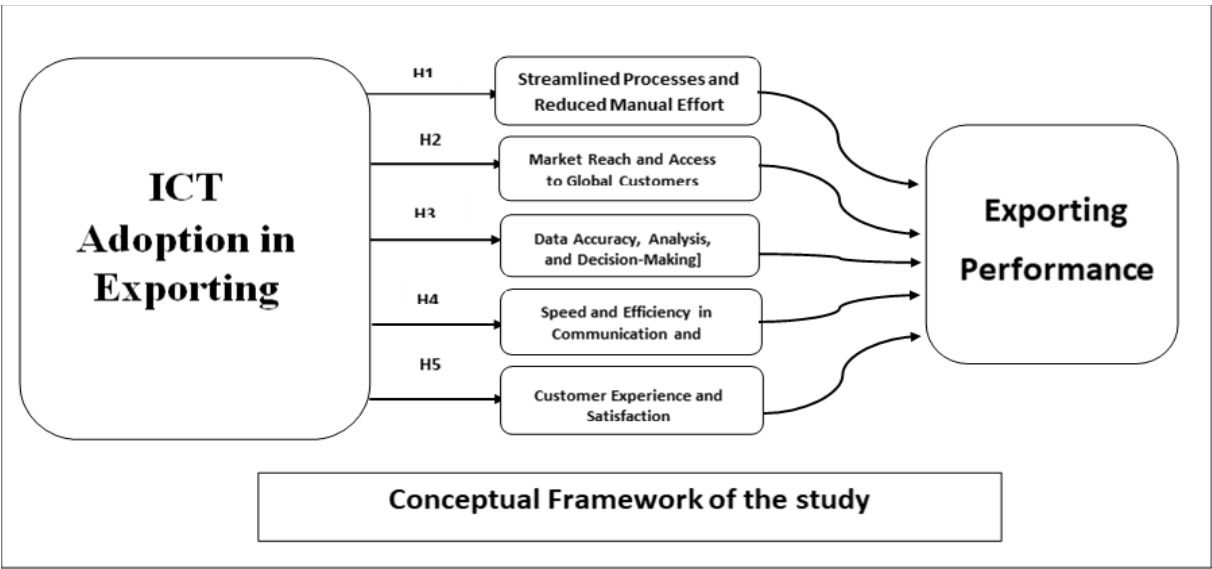 ICT
Adoption in
Exporting
H1
Streamlined Processes and
Reduced Manual Effort
H2
Market Reach and Access
to Global Customers
H3
Data Accuracy, Analysis,
and Decision-Making]
H4
Speed and Efficiency in
Communication and
H5
Customer Experience and
Satisfaction
Exporting
Performance
Conceptual Framework of the study